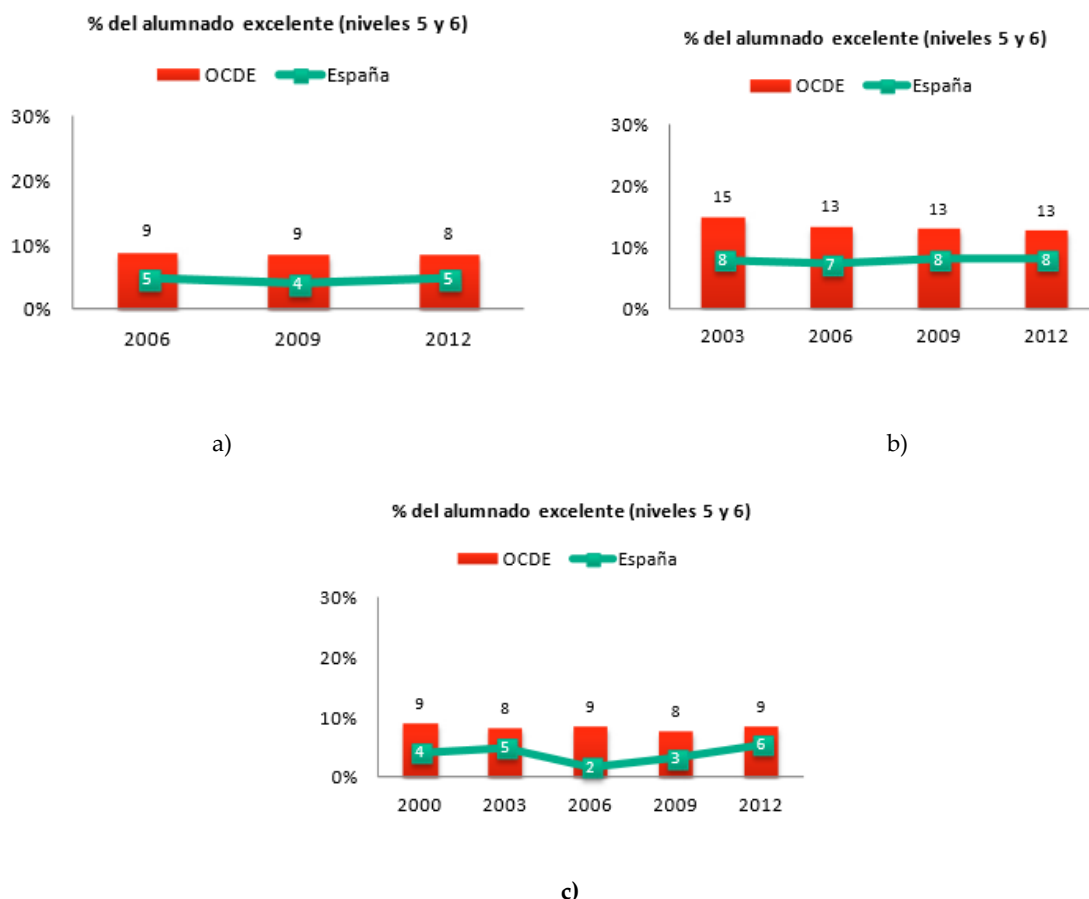 % del alumnado excelente (niveles 5 y 6)
OCDE España
30%
20%
10%
0%
9 9 8
5 4 5
2006 2009 2012
a)
% del alumnado excelente (niveles 5 y 6)
OCDE España
30%
20%
10%
0%
15 13 13 13
8 7 8 8
2003 2006 2009 2012
b)
% del alumnado excelente (niveles 5 y 6)
OCDE España
30%
20%
10%
0%
9 8 9 8 9
4 5 2 3 6
2000 2003 2006 2009 2012
c)